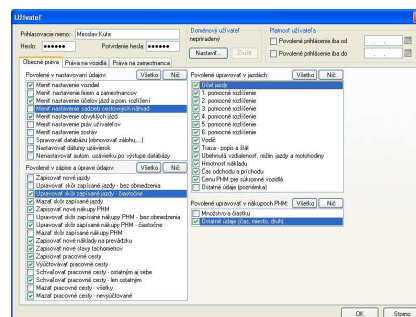 Užívateľ
Prihlasovacie meno: Miroslav Kuľa
Heslo: ●●●●●● Potvrdenie hesla: ●●●●●●
Doménový užívateľ
nepriradený
Nastaviť... Zrušiť
Platnosť užívateľa
Povolené prihlásenie iba od
Povolené prihlásenie iba do
Obecné práva Práva na vozidlá Práva na zamestnanca
Povolené v nastavovaní údajov: Všetko Nič
Meniť nastavenie vozidiel
Meniť nastavenie firiem a zamestnancov
Meniť nastavenie účelov jázd a pom. rozlíšení
Meniť nastavenie sadzieb cestovných náhrad
Meniť nastavenie obvyklých jázd
Meniť nastavenie práv užívateľov
Meniť nastavenie zostáv
Spravovať databázu (obnovovať zálohu,...)
Nastavovať dátumy uzávierok
Nenastavovať autom. uzávierku po výstupe databázy
Povolené v zápise a úprave údajov: Všetko Nič
Zapisovať nové jazdy
Upravovať skôr zapísané jazdy - bez obmedzenia
Upravovať skôr zapísané jazdy - čiastočne
Mazať skôr zapísané jazdy
Zapisovať nové nákupy PHM
Upravovať skôr zapísané nákupy PHM - bez obmedzenia
Upravovať skôr zapísané nákupy PHM - čiastočne
Mazať skôr zapísané nákupy PHM
Zapisovať nové náklady na prevádzku
Zapisovať nové stavy tachometrov
Zapisovať pracovné cesty
Vyúčtovávať pracovné cesty
Schvaľovať pracovné cesty - ostatným aj sebe
Schvaľovať pracovné cesty - len ostatným
Mazať pracovné cesty - všetky
Mazať pracovné cesty - nevyúčtované
Povolené upravovať v jazdách: Všetko Nič
Účel jazdy
1. pomocné rozlíšenie
2. pomocné rozlíšenie
3. pomocné rozlíšenie
4. pomocné rozlíšenie
5. pomocné rozlíšenie
6. pomocné rozlíšenie
Vodič
Trasa - popis a štát
Ubehnutá vzdialenosť, režim jazdy a motohodiny
Hmotnosť nákladu
Čas odchodu a príchodu
Cenu PHM pre súkromné vozidlá
Ostatné údaje (poznámka)
Povolené upravovať v nákupoch PHM: Všetko Nič
Množstvo a čiastku
Ostatné údaje (čas, miesto, druh)
OK Storno